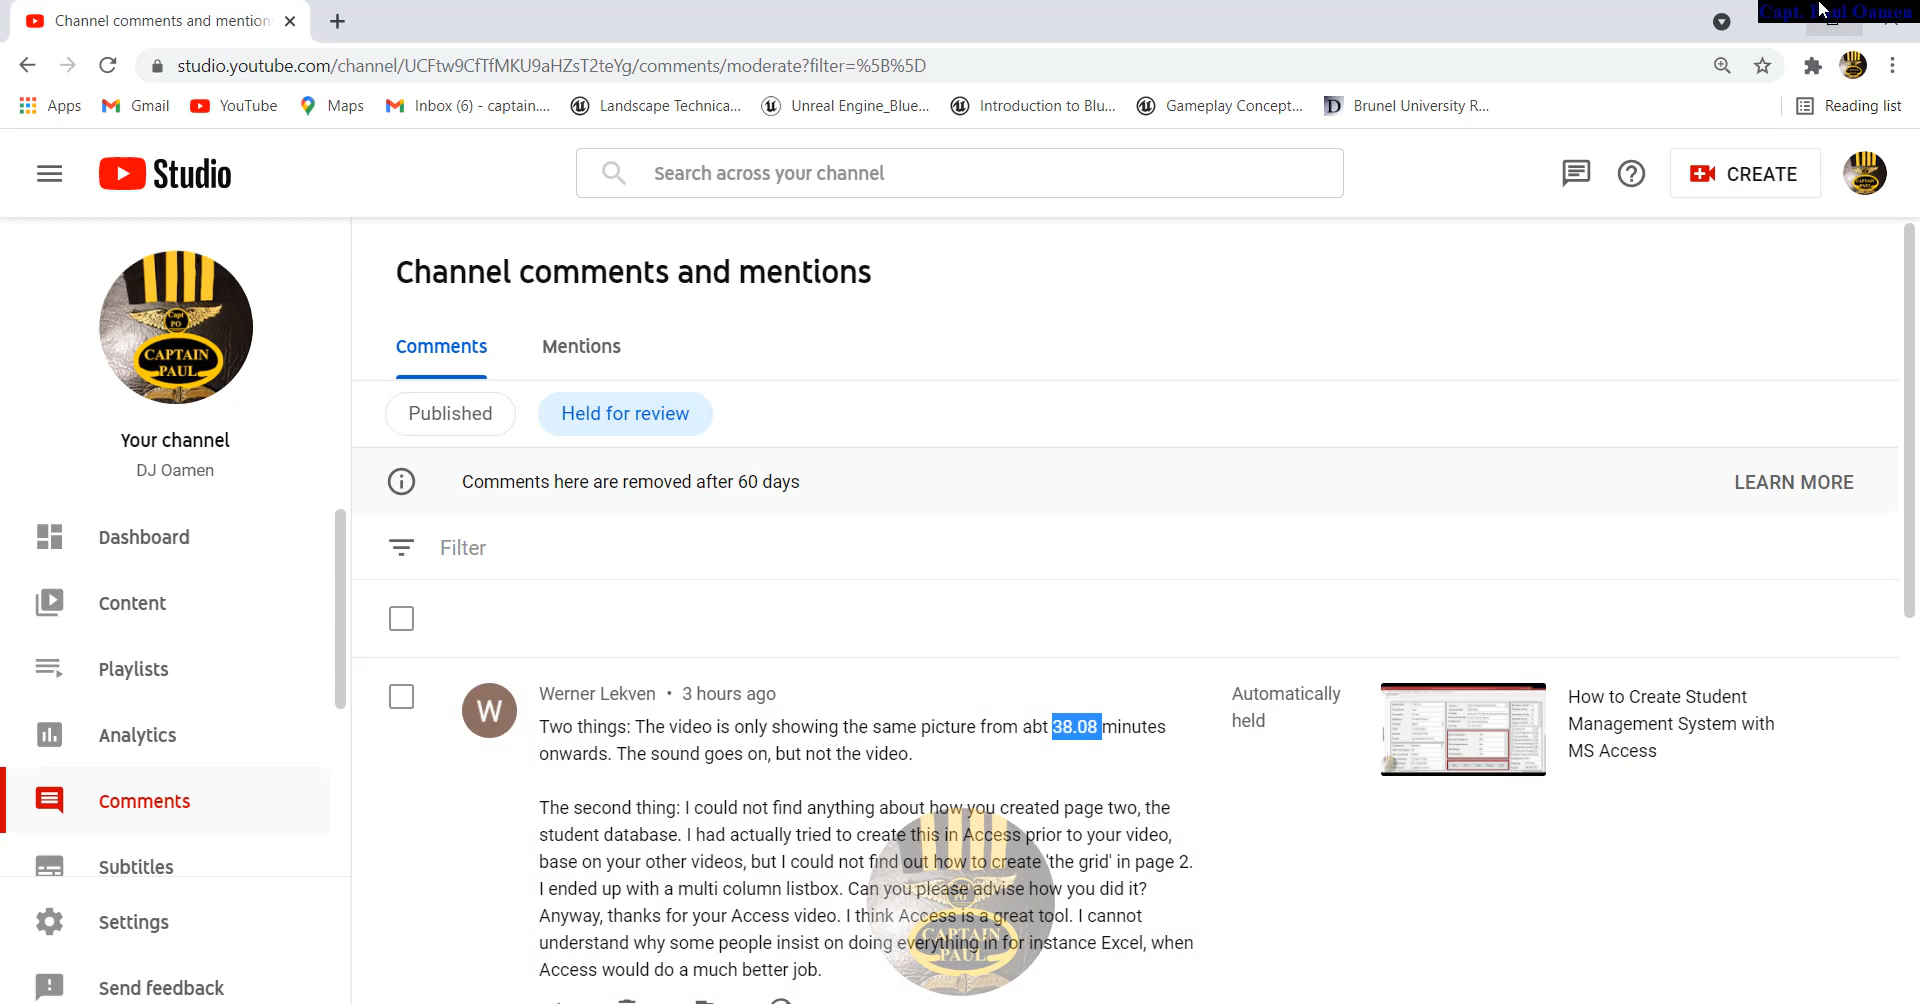 Capt. Paul Oamen
Channel comments and mention
studio.youtube.com/channel/UCFtw9CfTfMKU9aHZsT2teYg/comments/moderate?filter=%5B%5D
Apps
Gmail
YouTube
Maps
Inbox (6) - captain....
Landscape Technica...
Unreal Engine_Blue...
Introduction to Blu...
Gameplay Concept...
Brunel University R...
Reading list
Studio
Search across your channel
CREATE
Capt
PO
CAPTAIN
PAUL
Your channel
DJ Oamen
Dashboard
Content
Playlists
Analytics
Comments
Subtitles
Settings
Send feedback
Channel comments and mentions
Comments
Mentions
Published
Held for review
Comments here are removed after 60 days
LEARN MORE
Filter
W
Werner Lekven • 3 hours ago
Two things: The video is only showing the same picture from abt 38.08 minutes
onwards. The sound goes on, but not the video.
The second thing: I could not find anything about how you created page two, the
student database. I had actually tried to create this in Access prior to your video,
base on your other videos, but I could not find out how to create 'the grid' in page 2.
I ended up with a multi column listbox. Can you please advise how you did it?
Anyway, thanks for your Access video. I think Access is a great tool. I cannot
understand why some people insist on doing everything in for instance Excel, when
Access would do a much better job.
Automatically
held
How to Create Student
Management System with
MS Access
PO
CAPTAIN
PAUL